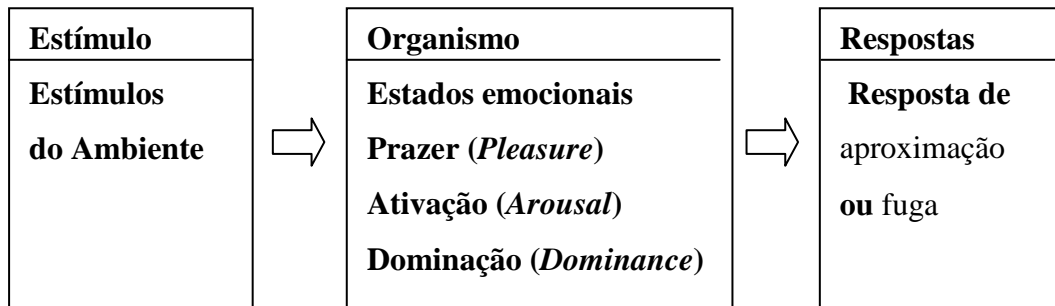 Estímulo
Estímulos
do Ambiente
Organismo
Estados emocionais
Prazer (Pleasure)
Ativação (Arousal)
Dominação (Dominance)
Respostas
Resposta de
aproximação
ou fuga